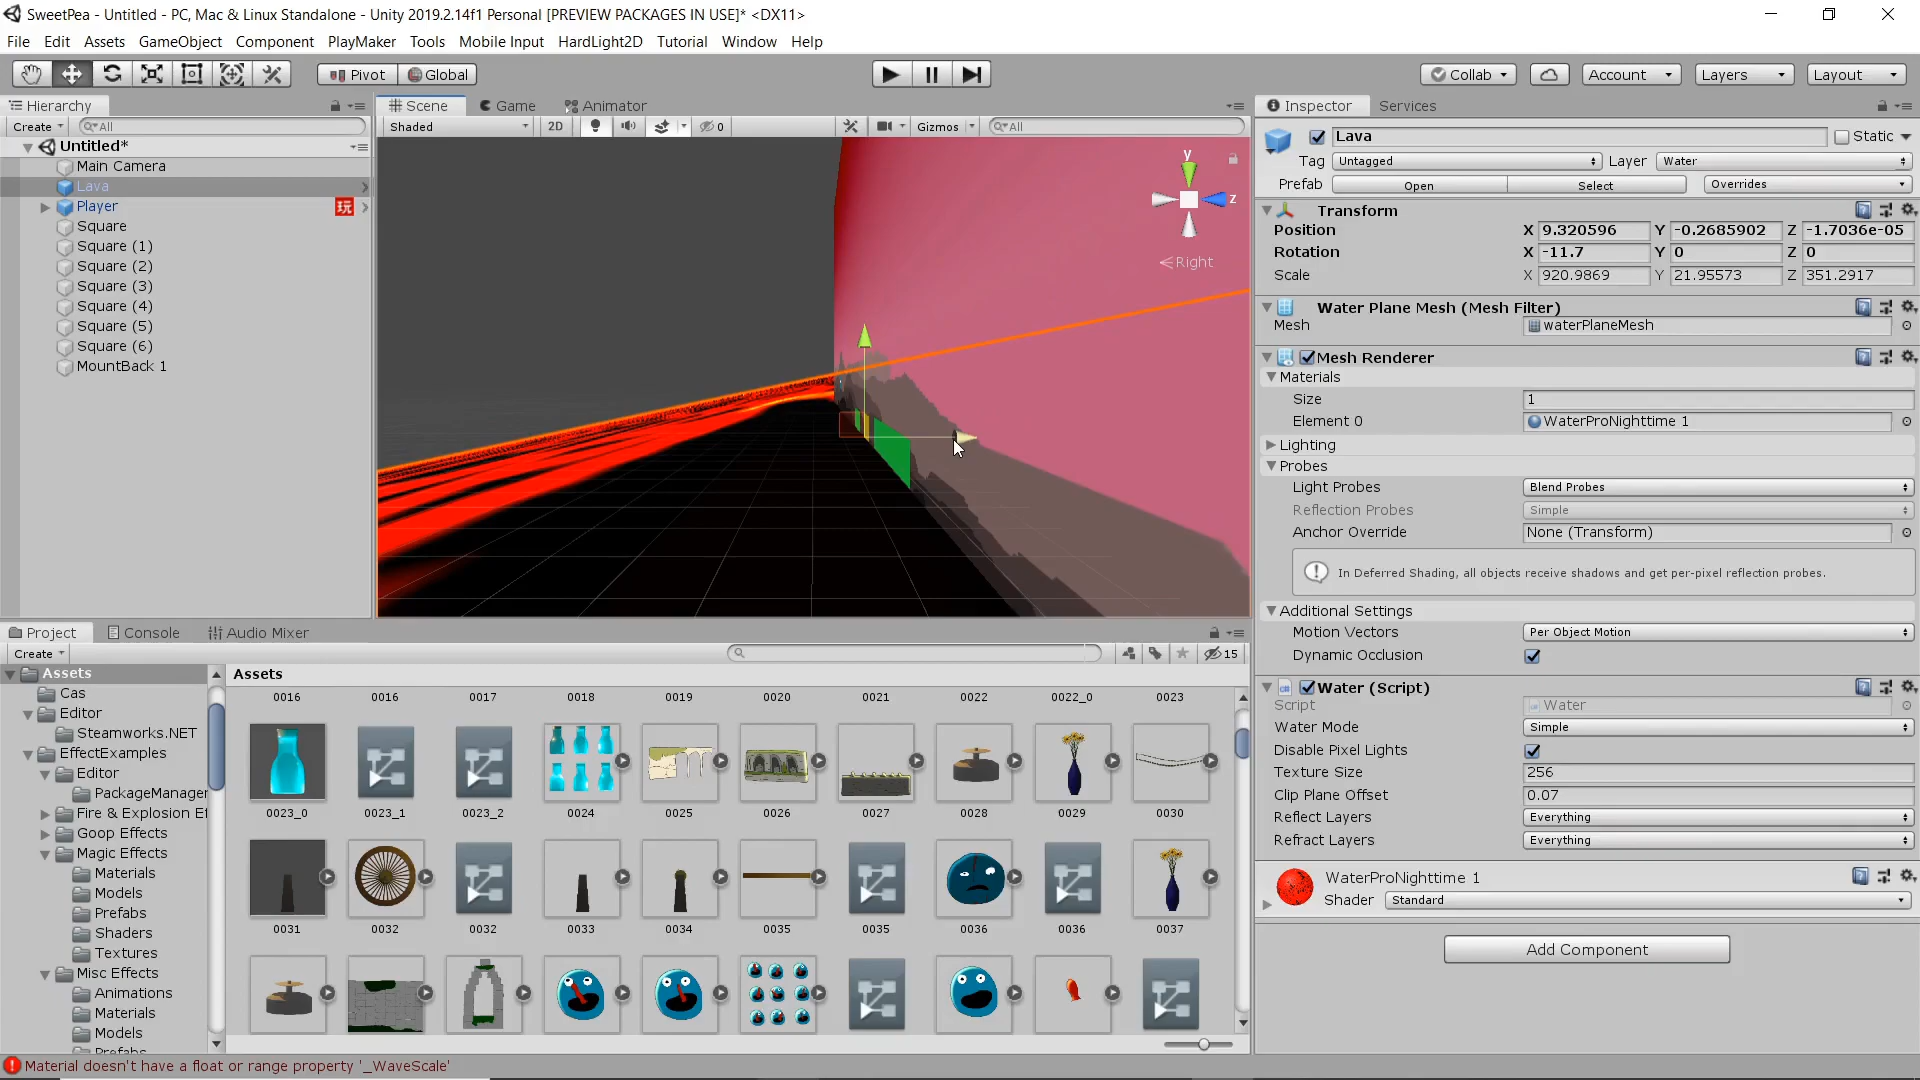 SweetPea - Untitled - PC, Mac & Linux Standalone - Unity 2019.2.14f1 Personal [PREVIEW PACKAGES IN USE]* <DX11>
File Edit Assets GameObject Component PlayMaker Tools Mobile Input HardLight2D Tutorial Window Help
Pivot Global Collab Account Layers Layout
Hierarchy
Create All
Untitled*
Main Camera
Lava
Player 玩
Square
Square (1)
Square (2)
Square (3)
Square (4)
Square (5)
Square (6)
MountBack 1
Scene Game Animator
Shaded 2D 0 Gizmos All
y
z
Right
Inspector Services
Lava Static
Tag Untagged Layer Water
Prefab Open Select Overrides
Transform
Position X 9.320596 Y -0.2685902 Z -1.7036e-05
Rotation X -11.7 Y 0 Z 0
Scale X 920.9869 Y 21.95573 Z 351.2917
Water Plane Mesh (Mesh Filter)
Mesh waterPlaneMesh
Mesh Renderer
Materials
Size 1
Element 0 WaterProNighttime 1
Lighting
Probes
Light Probes Blend Probes
Reflection Probes Simple
Anchor Override None (Transform)
In Deferred Shading, all objects receive shadows and get per-pixel reflection probes.
Additional Settings
Motion Vectors Per Object Motion
Dynamic Occlusion
Water (Script)
Script Water
Water Mode Simple
Disable Pixel Lights
Texture Size 256
Clip Plane Offset 0.07
Reflect Layers Everything
Refract Layers Everything
WaterProNighttime 1
Shader Standard
Add Component
Project Console Audio Mixer
Create 15
Assets
Cas
Editor
Steamworks.NET
EffectExamples
Editor
PackageManager
Fire & Explosion Ef
Goop Effects
Magic Effects
Materials
Models
Prefabs
Shaders
Textures
Misc Effects
Animations
Materials
Models
Prefabs
Assets
0016 0016 0017 0018 0019 0020 0021 0022 0022_0 0023
0023_0 0023_1 0023_2 0024 0025 0026 0027 0028 0029 0030
0031 0032 0032 0033 0034 0035 0035 0036 0036 0037
Material doesn't have a float or range property '_WaveScale'